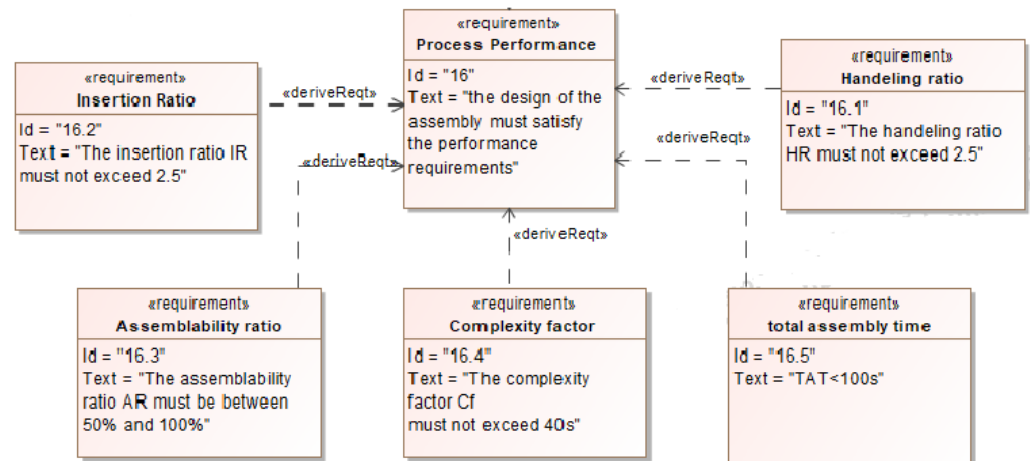 «requirement»
Process Performance
Id = "16"
Text = "the design of the
assembly must satisfy
the performance
requirements"
«requirement»
Insertion Ratio
Id = "16.2"
Text = "The insertion ratio IR
must not exceed 2.5"
«deriveReqt»
«deriveReqt»
«requirement»
Handeling ratio
Id = "16.1"
Text = "The handeling ratio
HR must not exceed 2.5"
«deriveReqt»
«deriveReqt»
«deriveReqt»
«requirement»
Assemblability ratio
Id = "16.3"
Text = "The assemblability
ratio AR must be between
50% and 100%"
«requirement»
Complexity factor
Id = "16.4"
Text = "The complexity
factor Cf
must not exceed 40s"
«requirement»
total assembly time
Id = "16.5"
Text = "TAT<100s"